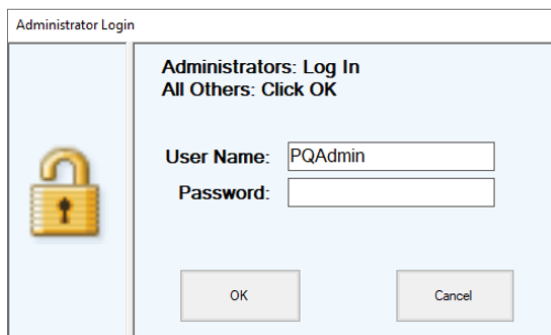 Administrator Login
Administrators: Log In
All Others: Click OK
User Name: PQAdmin
Password:
OK
Cancel